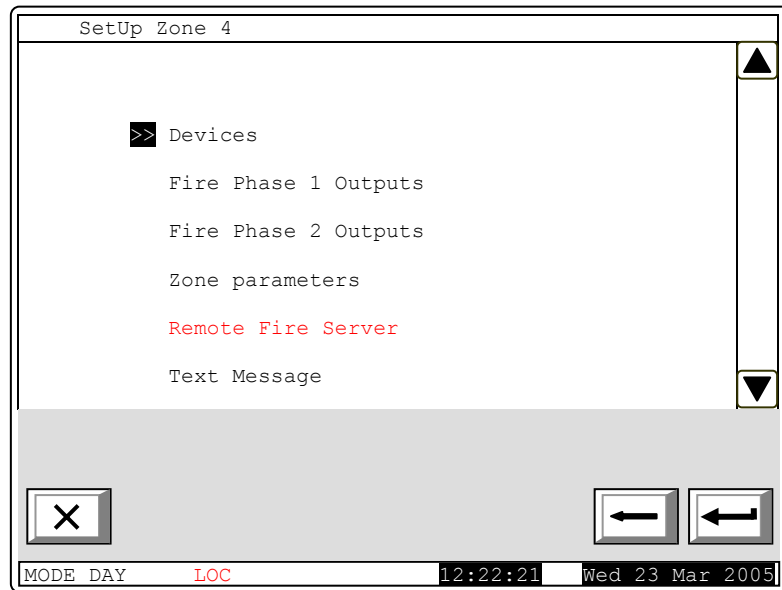 SetUp Zone 4
>> Devices
Fire Phase 1 Outputs
Fire Phase 2 Outputs
Zone parameters
Remote Fire Server
Text Message
MODE DAY LOC 12:22:21 Wed 23 Mar 2005